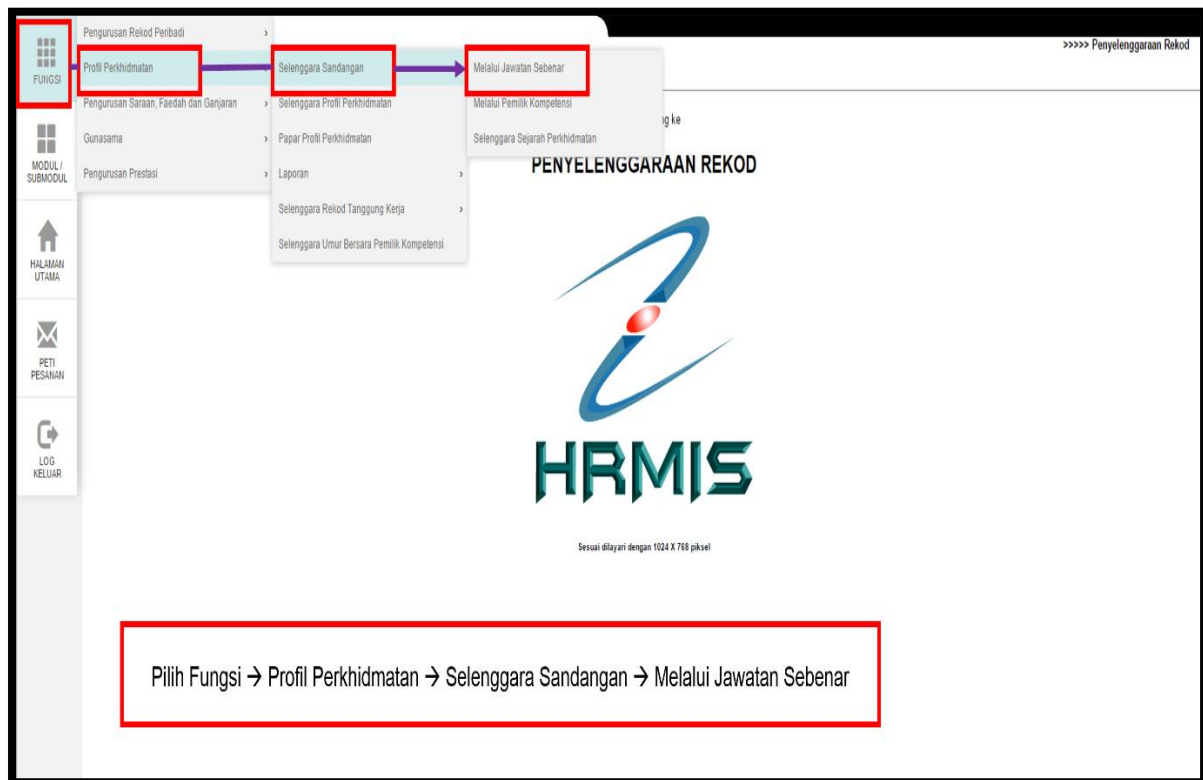 >>>>> Penyelenggaraan Rekod
FUNGSI
MODUL /
SUBMODUL
HALAMAN
UTAMA
PETI
PESANAN
LOG
KELUAR
Pengurusan Rekod Peribadi
Profil Perkhidmatan
Pengurusan Saraan, Faedah dan Ganjaran
Gunasama
Pengurusan Prestasi
Selenggara Sandangan
Selenggara Profil Perkhidmatan
Papar Profil Perkhidmatan
Laporan
Selenggara Rekod Tanggung Kerja
Selenggara Umur Bersara Pemilik Kompetensi
Melalui Jawatan Sebenar
Melalui Pemilik Kompetensi
Selenggara Sejarah Perkhidmatan
ke
PENYELENGGARAAN REKOD
HRMIS
Sesuai dilayari dengan 1024 X 768 piksel
Pilih Fungsi → Profil Perkhidmatan → Selenggara Sandangan → Melalui Jawatan Sebenar